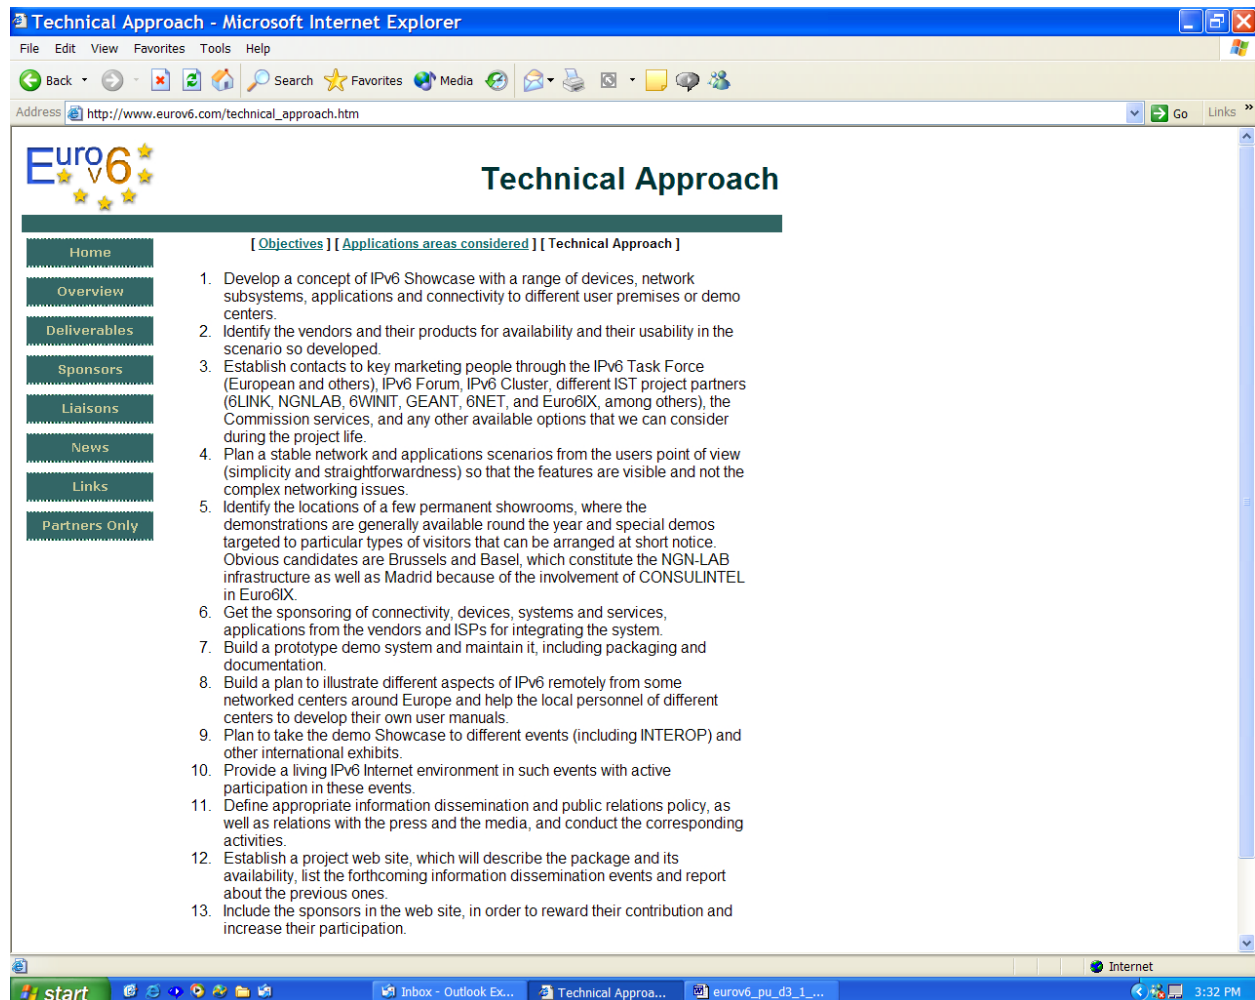 Technical Approach - Microsoft Internet Explorer
File Edit View Favorites Tools Help
Back Search Favorites Media
Address http://www.eurov6.com/technical_approach.htm Go Links »
Euro v6
Technical Approach
[ Objectives ] [ Applications areas considered ] [ Technical Approach ]
Home
Overview
Deliverables
Sponsors
Liaisons
News
Links
Partners Only
1. Develop a concept of IPv6 Showcase with a range of devices, network
subsystems, applications and connectivity to different user premises or demo
centers.
2. Identify the vendors and their products for availability and their usability in the
scenario so developed.
3. Establish contacts to key marketing people through the IPv6 Task Force
(European and others), IPv6 Forum, IPv6 Cluster, different IST project partners
(6LINK, NGNLAB, 6WINIT, GEANT, 6NET, and Euro6IX, among others), the
Commission services, and any other available options that we can consider
during the project life.
4. Plan a stable network and applications scenarios from the users point of view
(simplicity and straightforwardness) so that the features are visible and not the
complex networking issues.
5. Identify the locations of a few permanent showrooms, where the
demonstrations are generally available round the year and special demos
targeted to particular types of visitors that can be arranged at short notice.
Obvious candidates are Brussels and Basel, which constitute the NGN-LAB
infrastructure as well as Madrid because of the involvement of CONSULINTEL
in Euro6IX.
6. Get the sponsoring of connectivity, devices, systems and services,
applications from the vendors and ISPs for integrating the system.
7. Build a prototype demo system and maintain it, including packaging and
documentation.
8. Build a plan to illustrate different aspects of IPv6 remotely from some
networked centers around Europe and help the local personnel of different
centers to develop their own user manuals.
9. Plan to take the demo Showcase to different events (including INTEROP) and
other international exhibits.
10. Provide a living IPv6 Internet environment in such events with active
participation in these events.
11. Define appropriate information dissemination and public relations policy, as
well as relations with the press and the media, and conduct the corresponding
activities.
12. Establish a project web site, which will describe the package and its
availability, list the forthcoming information dissemination events and report
about the previous ones.
13. Include the sponsors in the web site, in order to reward their contribution and
increase their participation.
Internet
start Inbox - Outlook Ex... Technical Approa... eurov6_pu_d3_1_... 3:32 PM